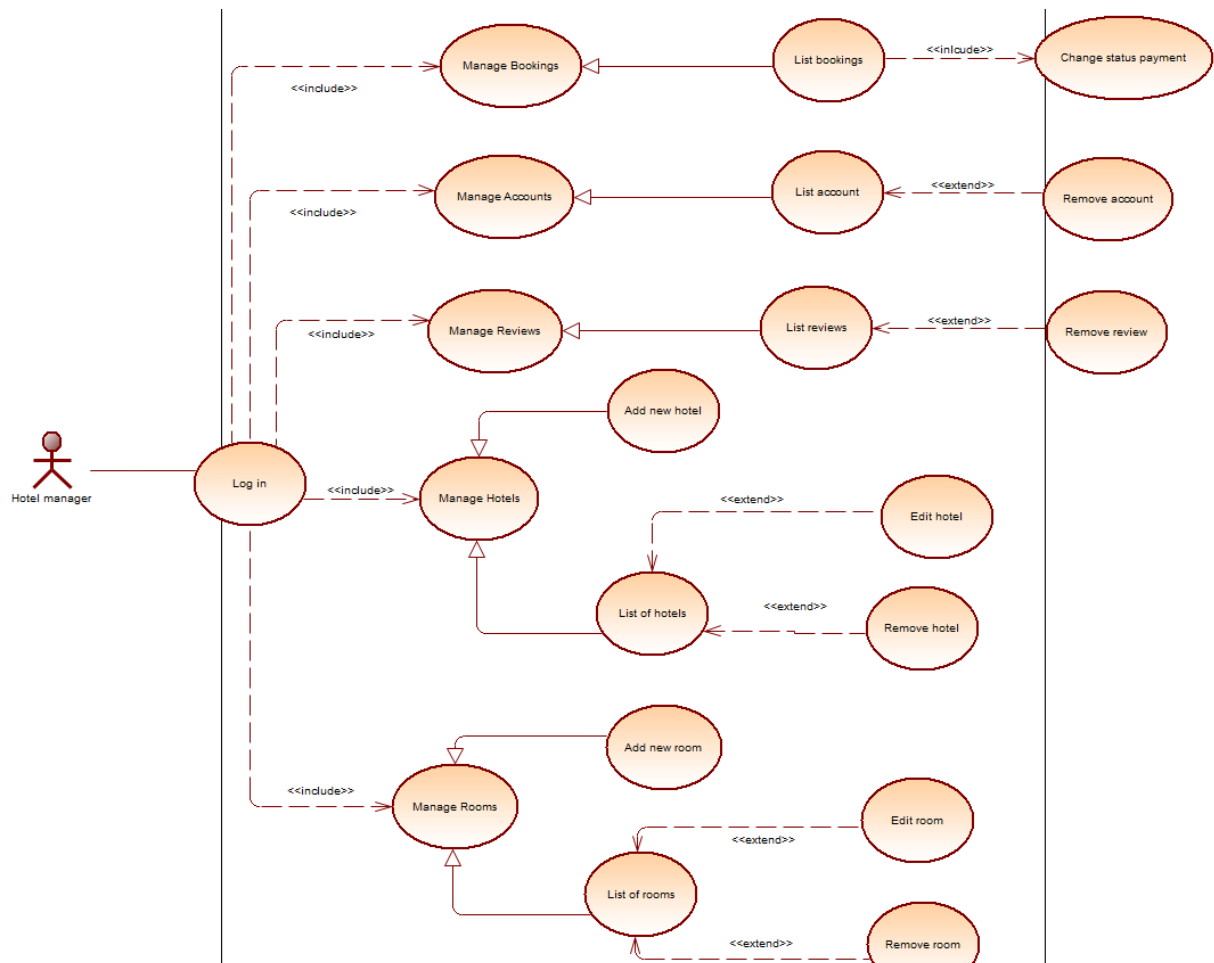 Manage Bookings
List bookings
<<inlcude>>
Change status payment
<<include>>
Manage Accounts
List account
<<extend>>
Remove account
<<include>>
Manage Reviews
List reviews
<<extend>>
Remove review
<<include>>
Add new hotel
Hotel manager
Log in
<<include>>
Manage Hotels
<<extend>>
Edit hotel
List of hotels
<<extend>>
Remove hotel
Add new room
<<include>>
Manage Rooms
Edit room
<<extend>>
List of rooms
<<extend>>
Remove room